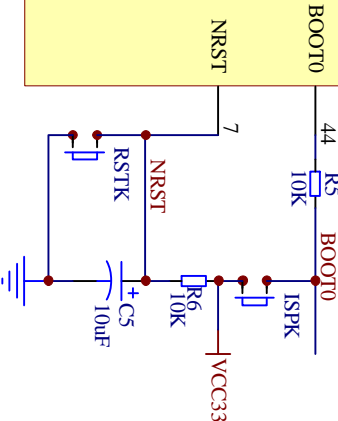 NRST
BOOT0
7
44
RSTK
NRST
R5
10K
BOOT0
C5
10uF
+
R6
10K
ISPK
VCC33